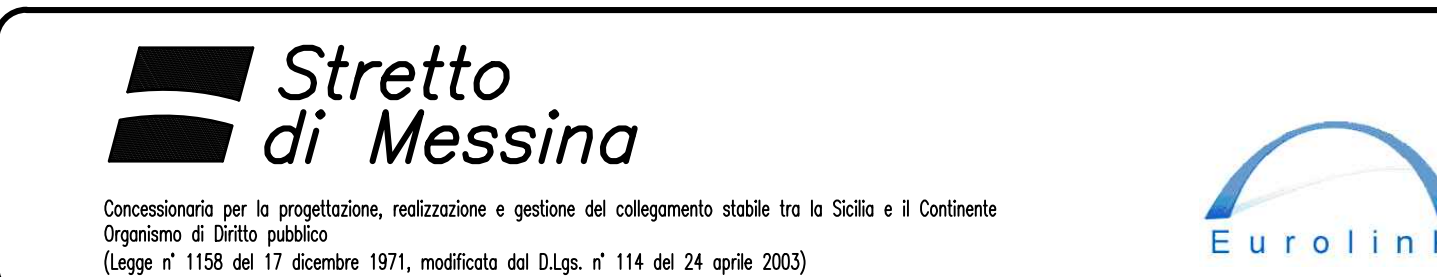 Stretto
di Messina
Concessionaria per la progettazione, realizzazione e gestione del collegamento stabile tra la Sicilia e il Continente
Organismo di Diritto pubblico
(Legge n° 1158 del 17 dicembre 1971, modificata dal D.Lgs. n° 114 del 24 aprile 2003)
Eurolin